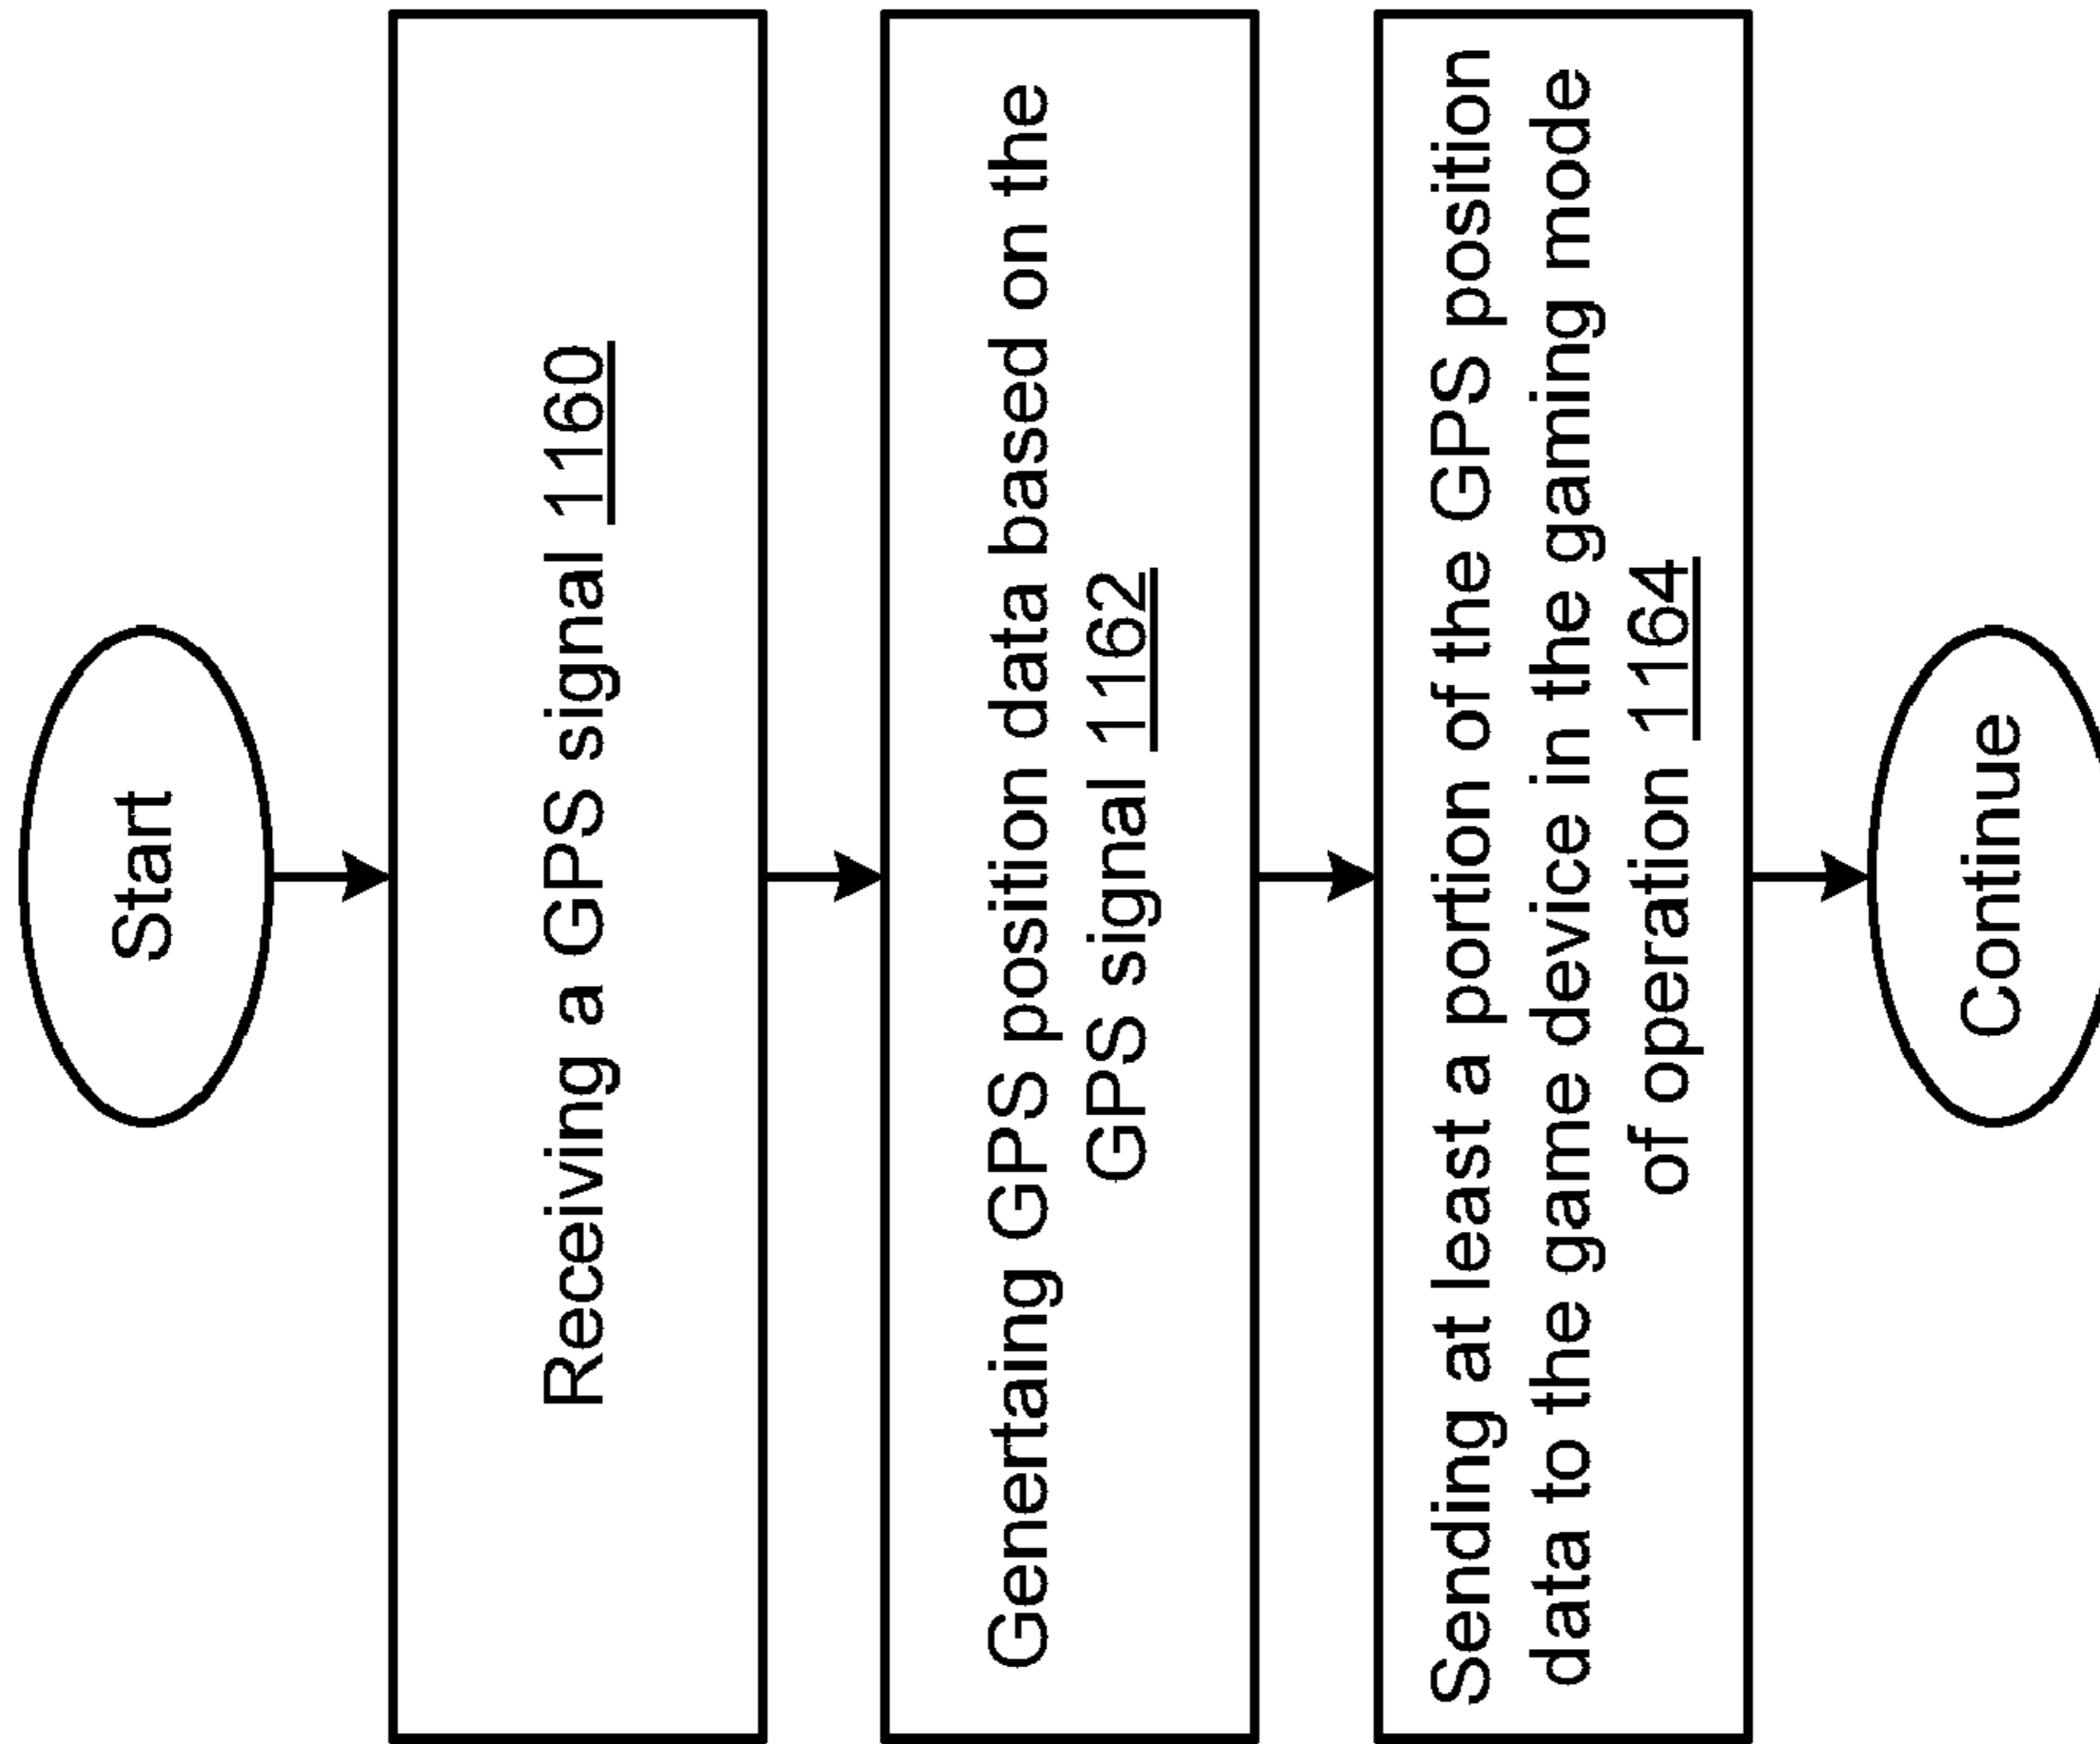 Start
Receiving a GPS signal 1160
Genertaing GPS position data based on the
GPS signal 1162
Sending at least a portion of the GPS position
data to the game device in the gaming mode
of operation 1164
Continue